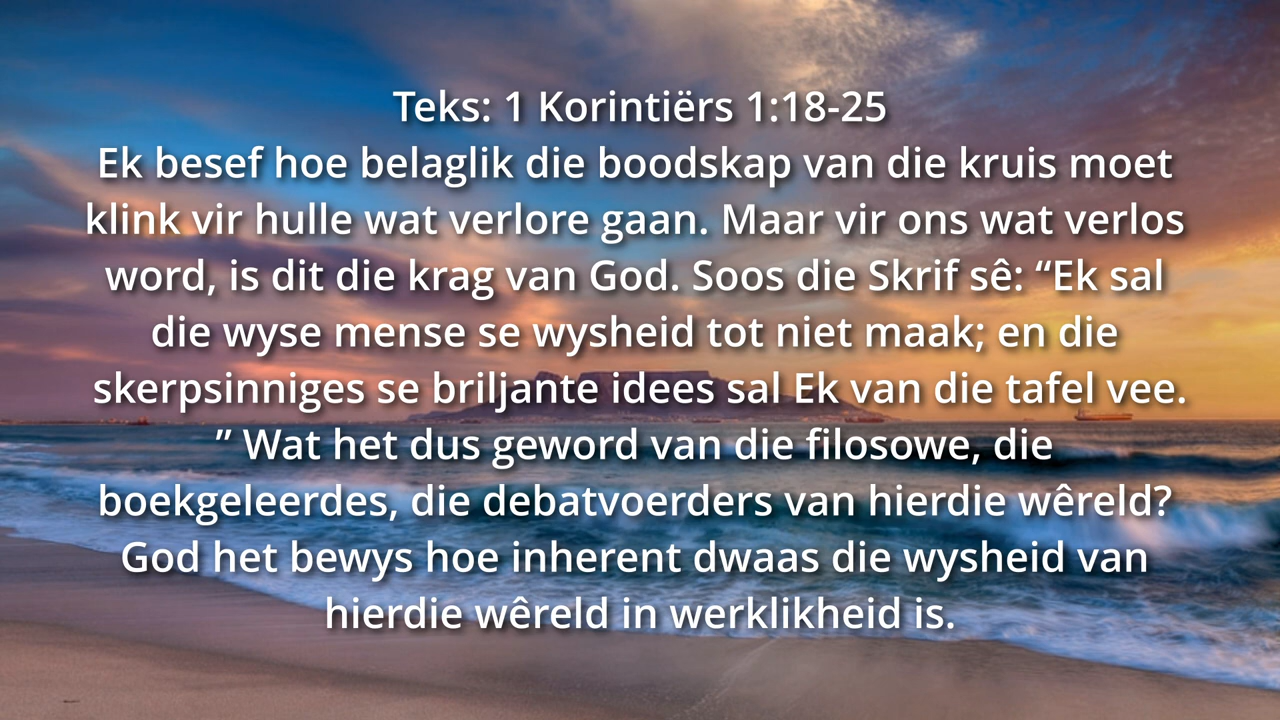 Teks: 1 Korintiërs 1:18-25
Ek besef hoe belaglik die boodskap van die kruis moet
klink vir hulle wat verlore gaan. Maar vir ons wat verlos
word, is dit die krag van God. Soos die Skrif sê: “Ek sal
die wyse mense se wysheid tot niet maak; en die
skerpsinniges se briljante idees sal Ek van die tafel vee.
” Wat het dus geword van die filosowe, die
boekgeleerdes, die debatvoerders van hierdie wêreld?
God het bewys hoe inherent dwaas die wysheid van
hierdie wêreld in werklikheid is.